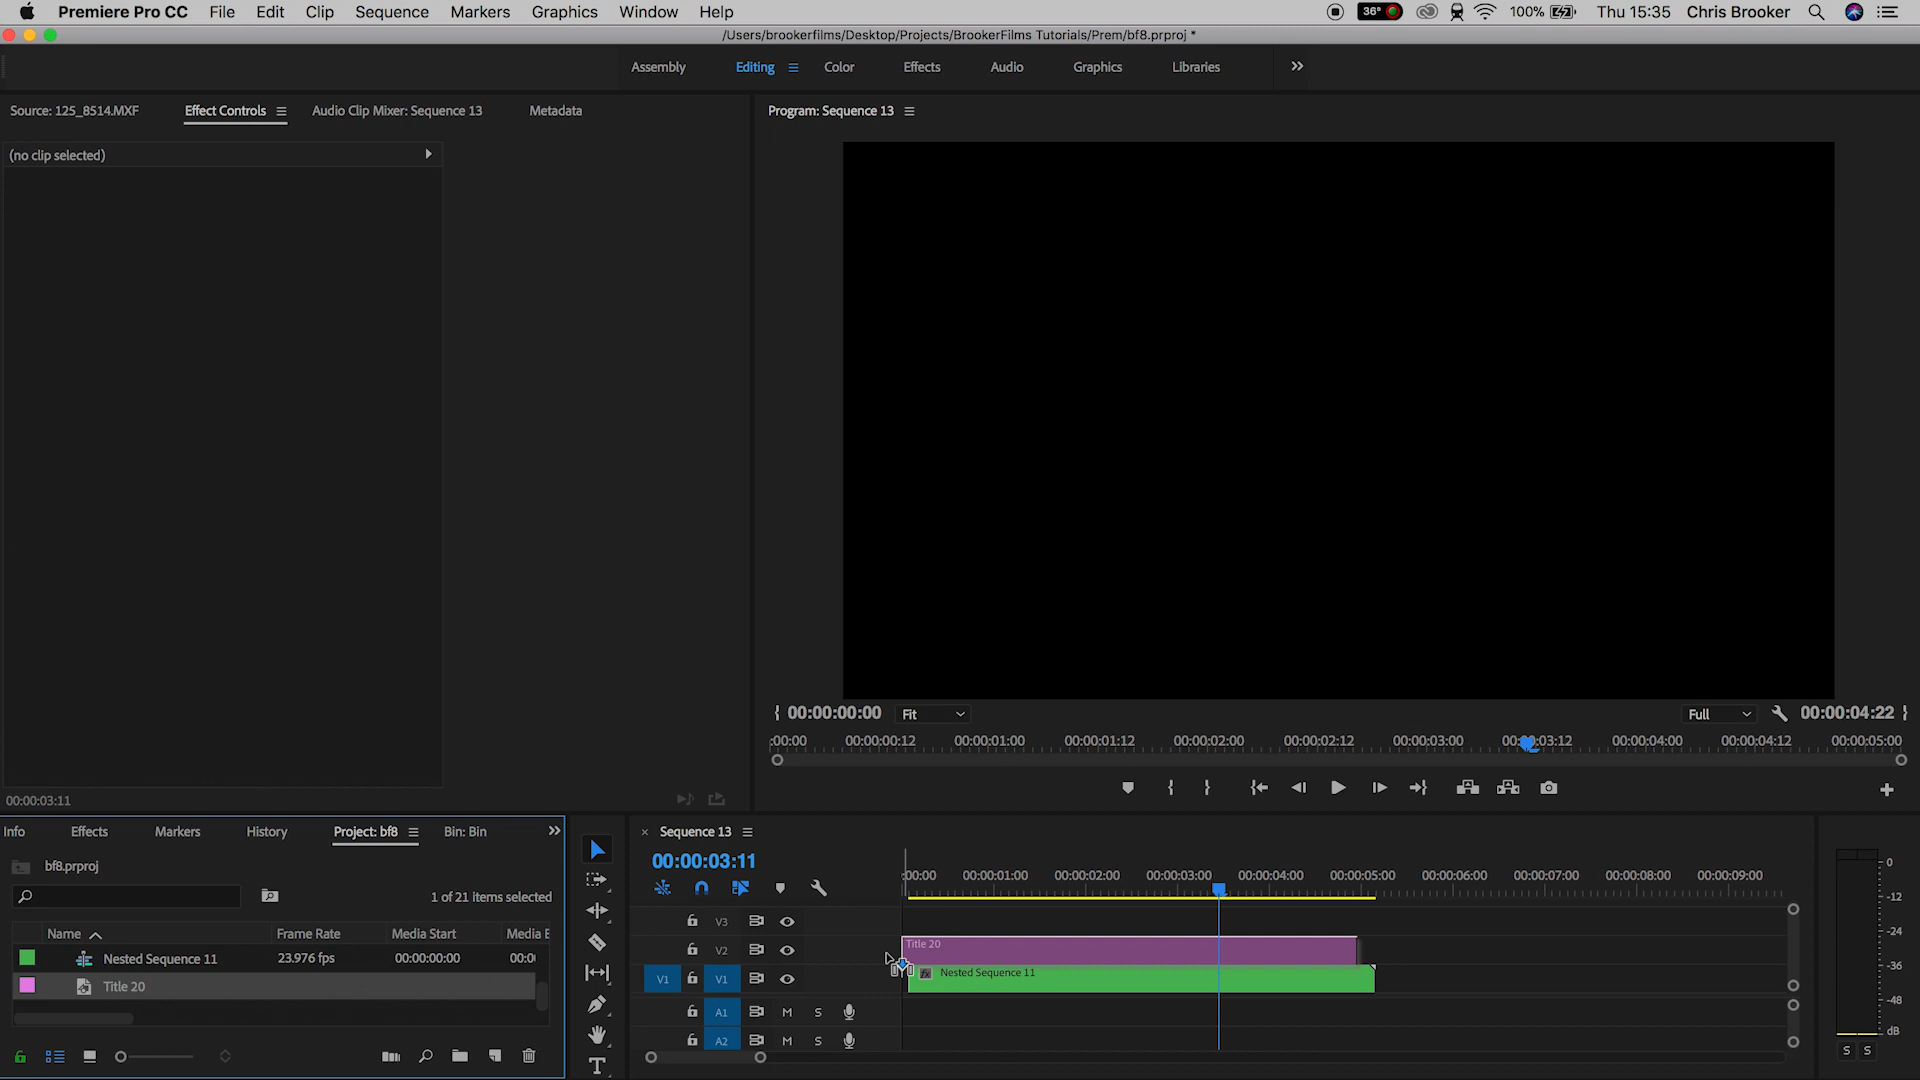 Premiere Pro CC File Edit Clip Sequence Markers Graphics Window Help 36° 100% Thu 15:35 Chris Brooker
/Users/brookerfilms/Desktop/Projects/BrookerFilms Tutorials/Prem/bf8.prproj *
Assembly Editing Color Effects Audio Graphics Libraries
Source: 125_8514.MXF Effect Controls Audio Clip Mixer: Sequence 13 Metadata Program: Sequence 13
(no clip selected)
00:00:00:00 Fit Full 00:00:04:22
:00:00 00:00:00:12 00:00:01:00 00:00:01:12 00:00:02:00 00:00:02:12 00:00:03:00 00:00:03:12 00:00:04:00 00:00:04:12 00:00:05:00
00:00:03:11
Info Effects Markers History Project: bf8 Bin: Bin
bf8.prproj
1 of 21 items selected
Name Frame Rate Media Start Media E
Nested Sequence 11 23.976 fps 00:00:00:00 00:0
Title 20
Sequence 13
00:00:03:11
:00:00 00:00:01:00 00:00:02:00 00:00:03:00 00:00:04:00 00:00:05:00 00:00:06:00 00:00:07:00 00:00:08:00 00:00:09:00
V3
V2 Title 20
V1 V1 fx Nested Sequence 11
A1 M S
A2 M S
T
0
-12
-24
-36
-48
dB
S S